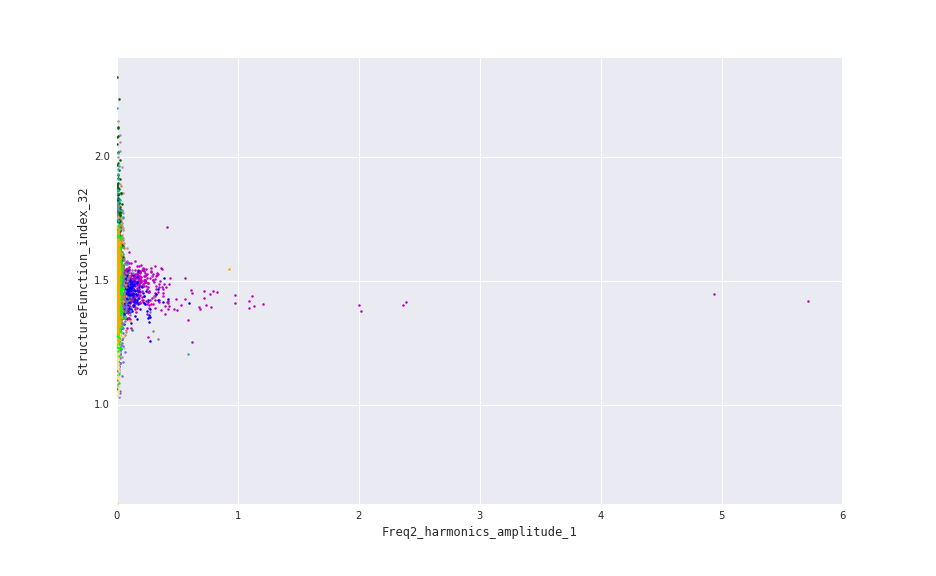 2.0
1.5
1.0
StructureFunction_index_32
0 1 2 3 4 5 6
Freq2_harmonics_amplitude_1